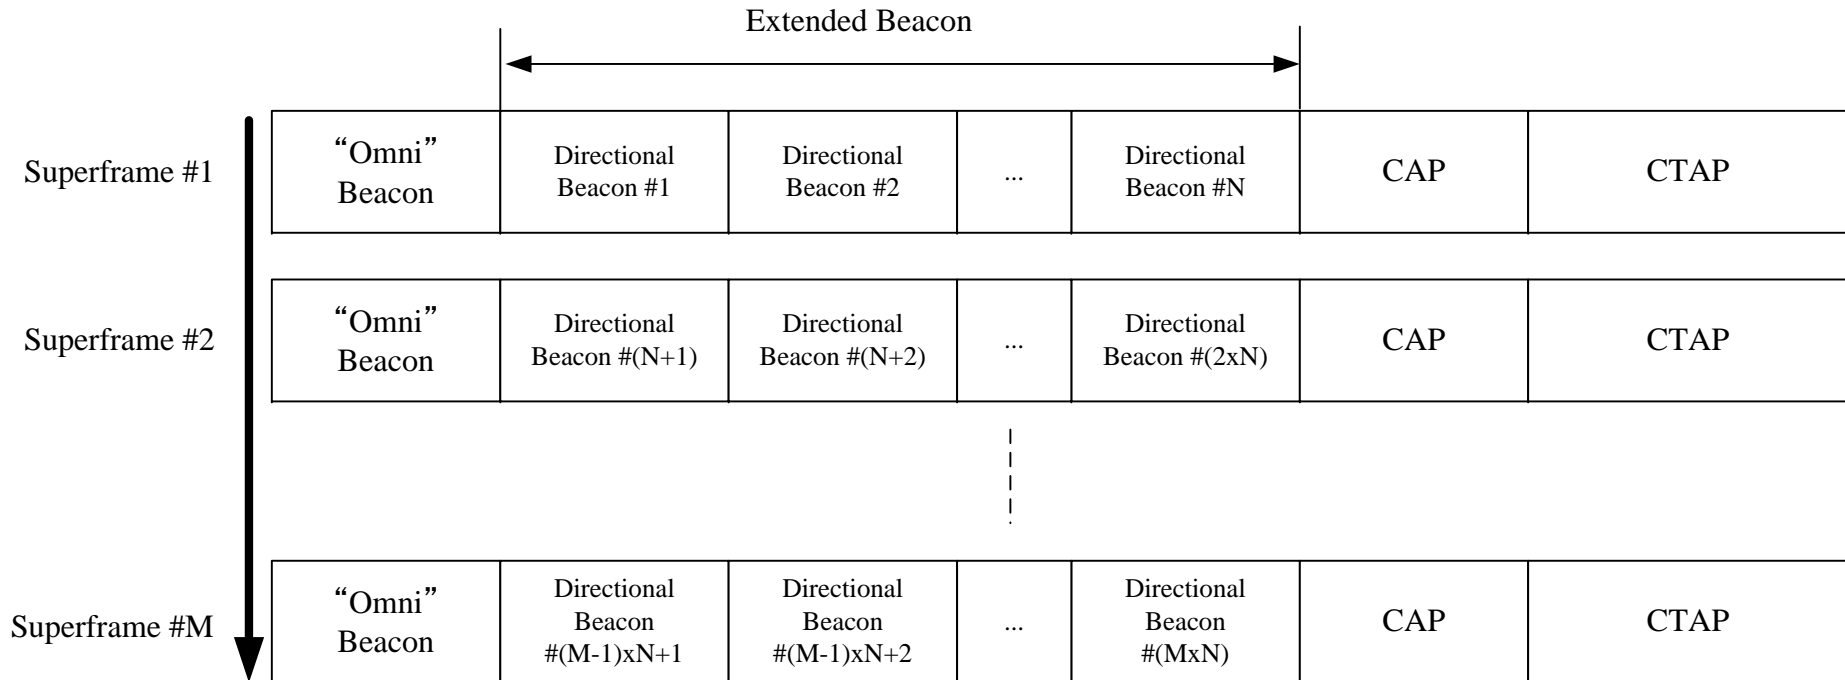 Extended Beacon
Superframe #1
“Omni”
Beacon
Directional
Beacon #1
Directional
Beacon #2
...
Directional
Beacon #N
CAP
CTAP
Superframe #2
“Omni”
Beacon
Directional
Beacon #(N+1)
Directional
Beacon #(N+2)
...
Directional
Beacon #(2xN)
CAP
CTAP
Superframe #M
“Omni”
Beacon
Directional
Beacon
#(M-1)xN+1
Directional
Beacon
#(M-1)xN+2
...
Directional
Beacon
#(MxN)
CAP
CTAP